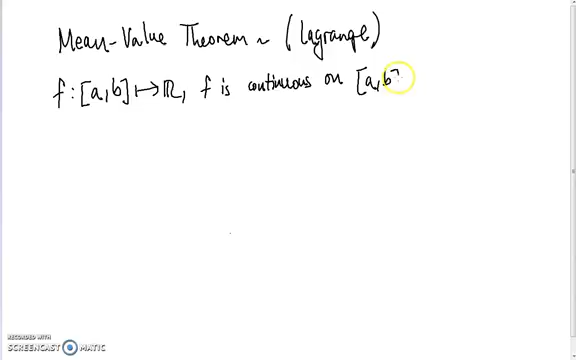 Mean-Value Theorem ~ (Lagrange)
f: [a,b] ↦ ℝ, f is continuous on [a,b]
RECORDED WITH
SCREENCAST MATIC